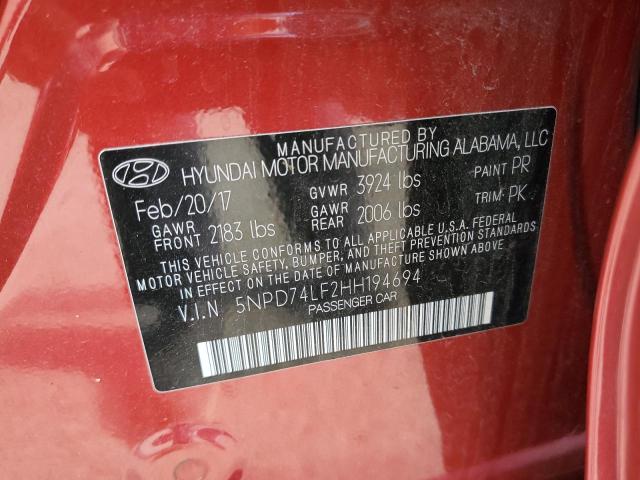 MANUFACTURED BY
HYUNDAI MOTOR MANUFACTURING ALABAMA, LLC
Feb/20/17 GVWR 3924 lbs PAINT PR
GAWR FRONT 2183 lbs GAWR REAR 2006 lbs TRIM PK
THIS VEHICLE CONFORMS TO ALL APPLICABLE U.S.A. FEDERAL
MOTOR VEHICLE SAFETY, BUMPER, AND THEFT PREVENTION STANDARDS
IN EFFECT ON THE DATE OF MANUFACTURE SHOWN ABOVE
V.I.N 5NPD74LF2HH194694
PASSENGER CAR